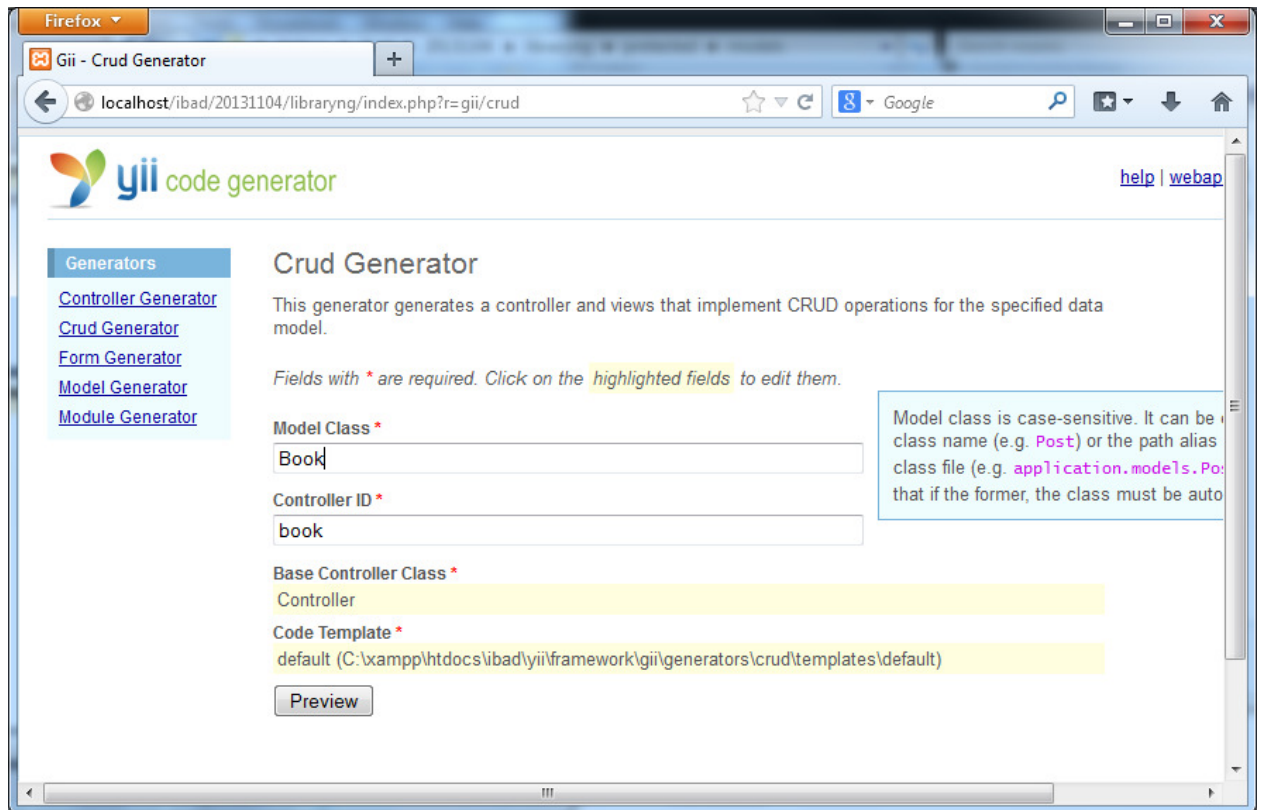 Firefox
Gii - Crud Generator
localhost/ibad/20131104/libraryng/index.php?r=gii/crud
Google
yii code generator
help | webap
Generators
Controller Generator
Crud Generator
Form Generator
Model Generator
Module Generator
Crud Generator
This generator generates a controller and views that implement CRUD operations for the specified data
model.
Fields with * are required. Click on the highlighted fields to edit them.
Model Class *
Book
Model class is case-sensitive. It can be
class name (e.g. Post) or the path alias
class file (e.g. application.models.Po
that if the former, the class must be auto
Controller ID *
book
Base Controller Class *
Controller
Code Template *
default (C:\xampp\htdocs\ibad\yii\framework\gii\generators\crud\templates\default)
Preview